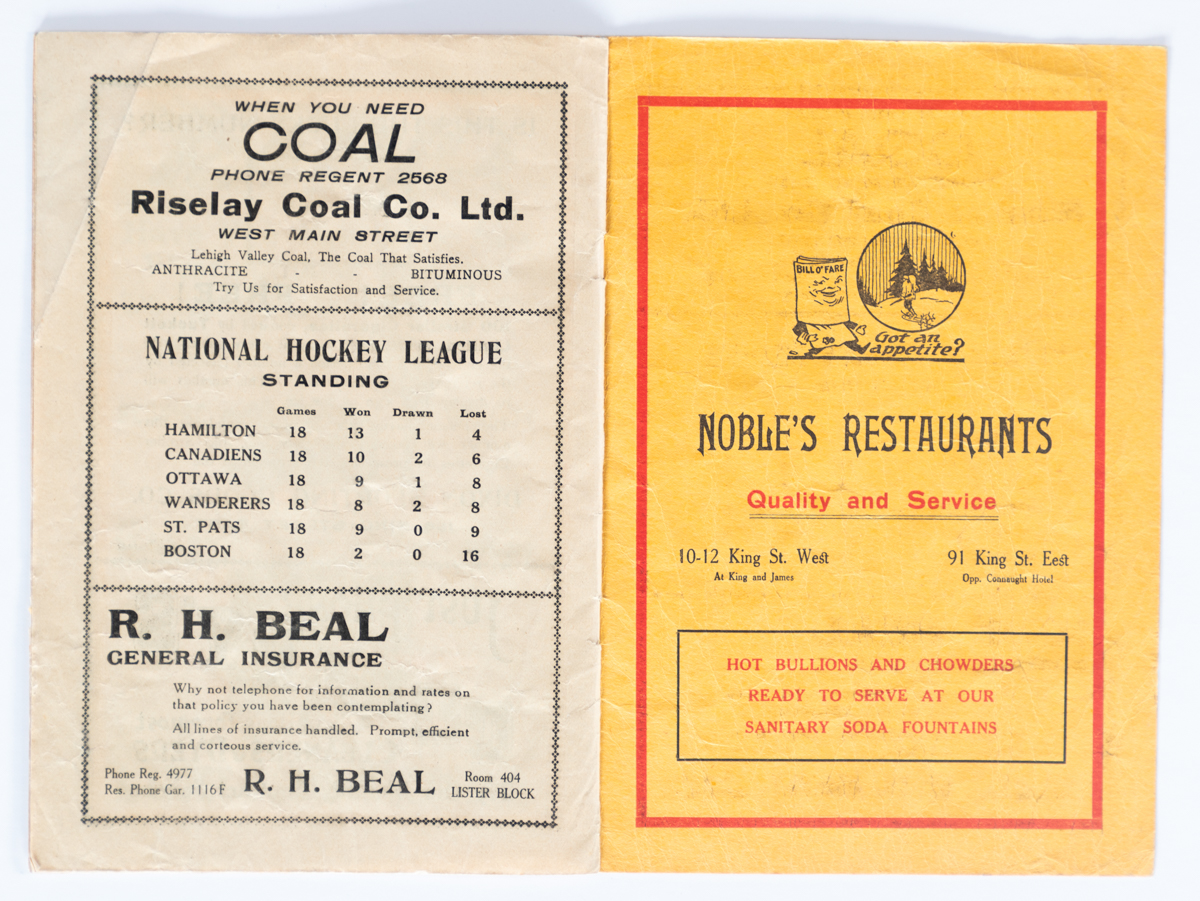 WHEN YOU NEED
COAL
PHONE REGENT 2568
Riselay Coal Co. Ltd.
WEST MAIN STREET
Lehigh Valley Coal, The Coal That Satisfies.
ANTHRACITE - - BITUMINOUS
Try Us for Satisfaction and Service.
NATIONAL HOCKEY LEAGUE
STANDING
Games Won Drawn Lost
HAMILTON 18 13 1 4
CANADIENS 18 10 2 6
OTTAWA 18 9 1 8
WANDERERS 18 8 2 8
ST. PATS 18 9 0 9
BOSTON 18 2 0 16
R. H. BEAL
GENERAL INSURANCE
Why not telephone for information and rates on
that policy you have been contemplating?
All lines of insurance handled. Prompt, efficient
and corteous service.
Phone Reg. 4977
Res. Phone Gar. 1116F
R. H. BEAL
Room 404
LISTER BLOCK
BILL O' FARE
Got an
appetite?
NOBLE'S RESTAURANTS
Quality and Service
10-12 King St. West
At King and James
91 King St. Eest
Opp. Connaught Hotel
HOT BULLIONS AND CHOWDERS
READY TO SERVE AT OUR
SANITARY SODA FOUNTAINS